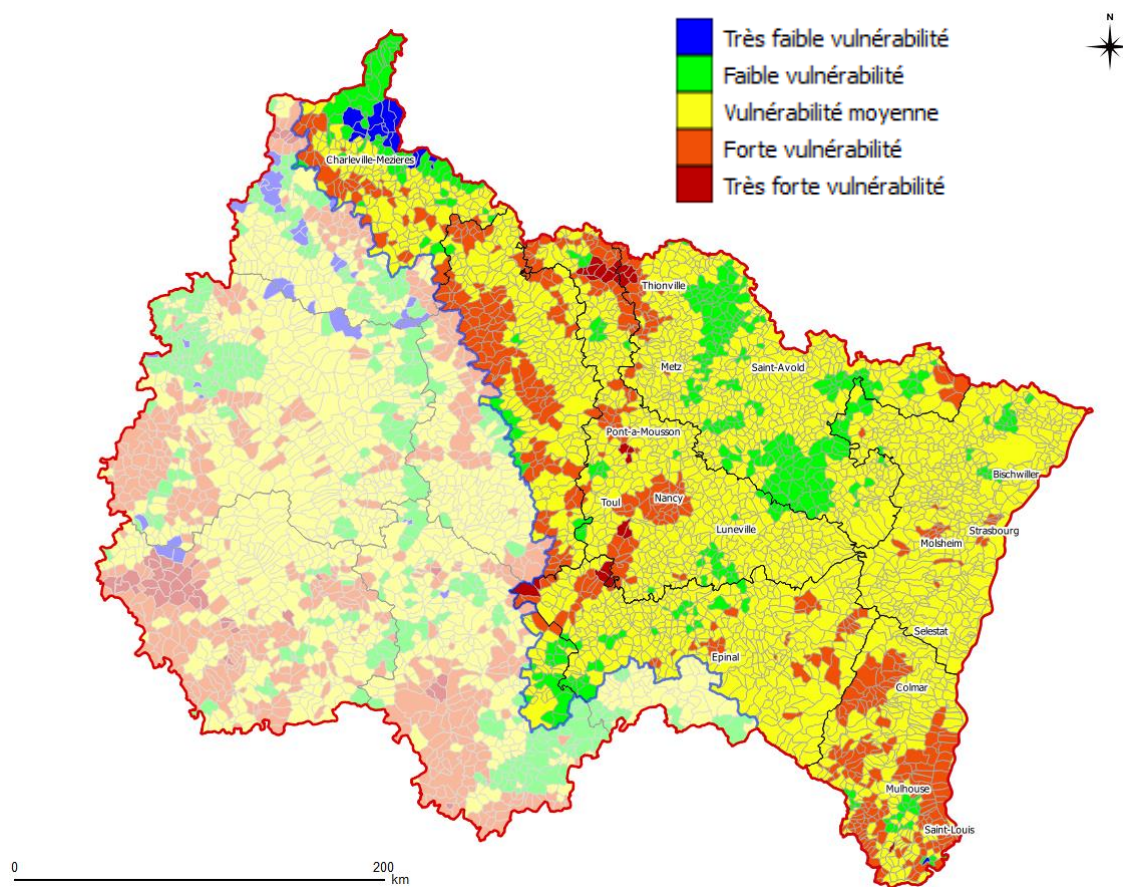 N
Très faible vulnérabilité
Faible vulnérabilité
Vulnérabilité moyenne
Forte vulnérabilité
Très forte vulnérabilité
Charleville-Mezieres
Thionville
Metz
Saint-Avold
Pont-a-Mousson
Bischwiller
Toul
Nancy
Luneville
Strasbourg
Molsheim
Selestat
Epinal
Colmar
Mulhouse
Saint-Louis
0 200
km